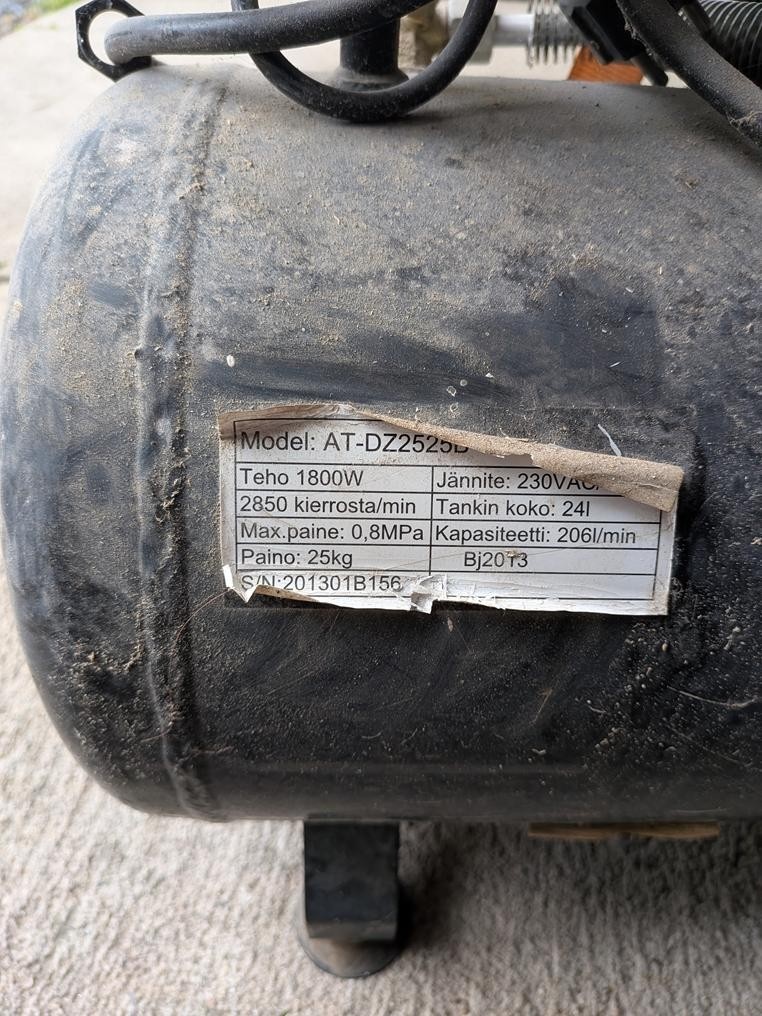 Model: AT-DZ2525B
Teho 1800W Jännite: 230VAC
2850 kierrosta/min Tankin koko: 24l
Max.paine: 0,8MPa Kapasiteetti: 206l/min
Paino: 25kg Bj2013
S/N:201301B156